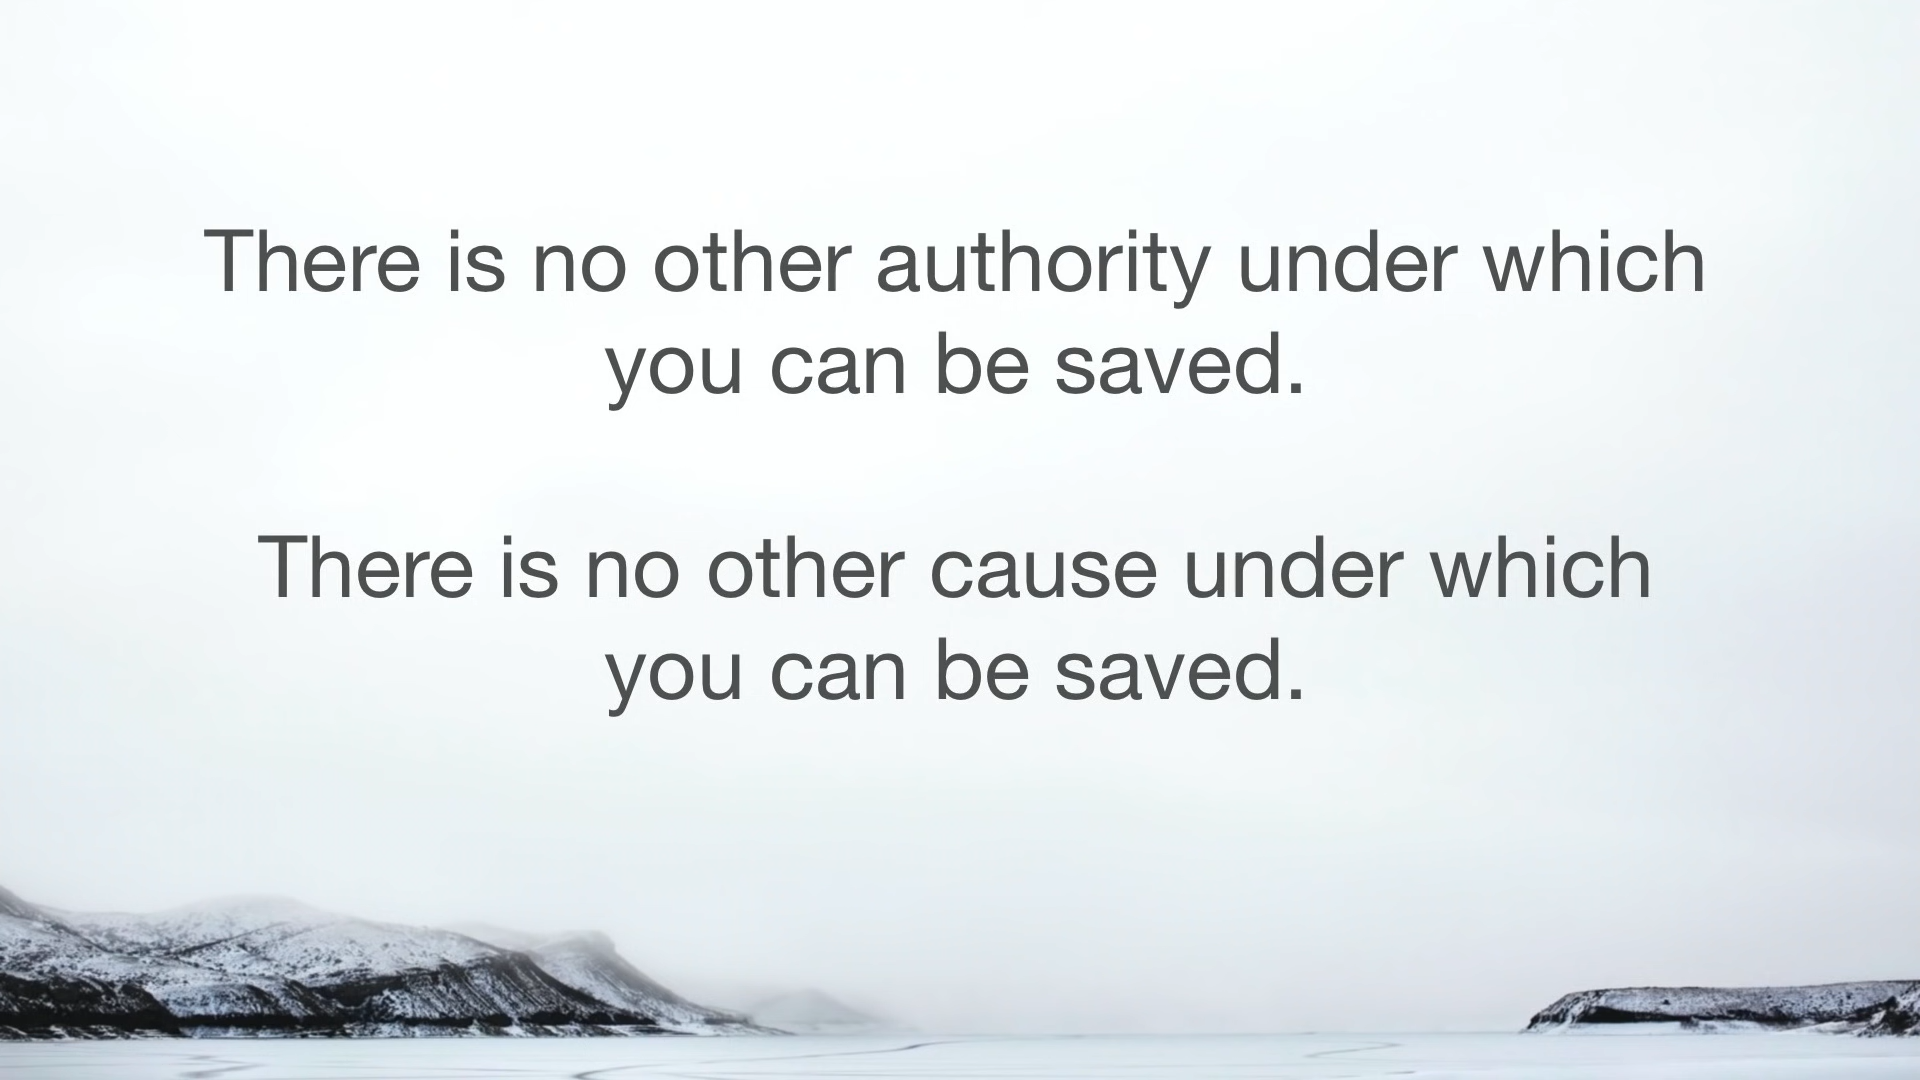 There is no other authority under which
you can be saved.
There is no other cause under which
you can be saved.